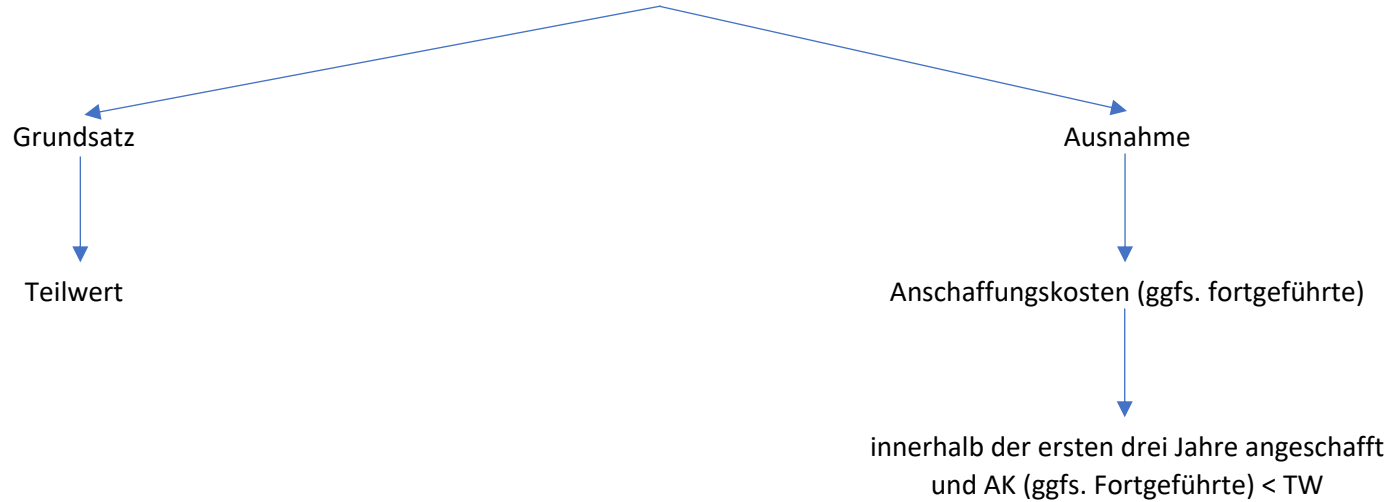 Grundsatz
Ausnahme
Teilwert
Anschaffungskosten (ggfs. fortgeführte)
innerhalb der ersten drei Jahre angeschafft
und AK (ggfs. Fortgeführte) < TW